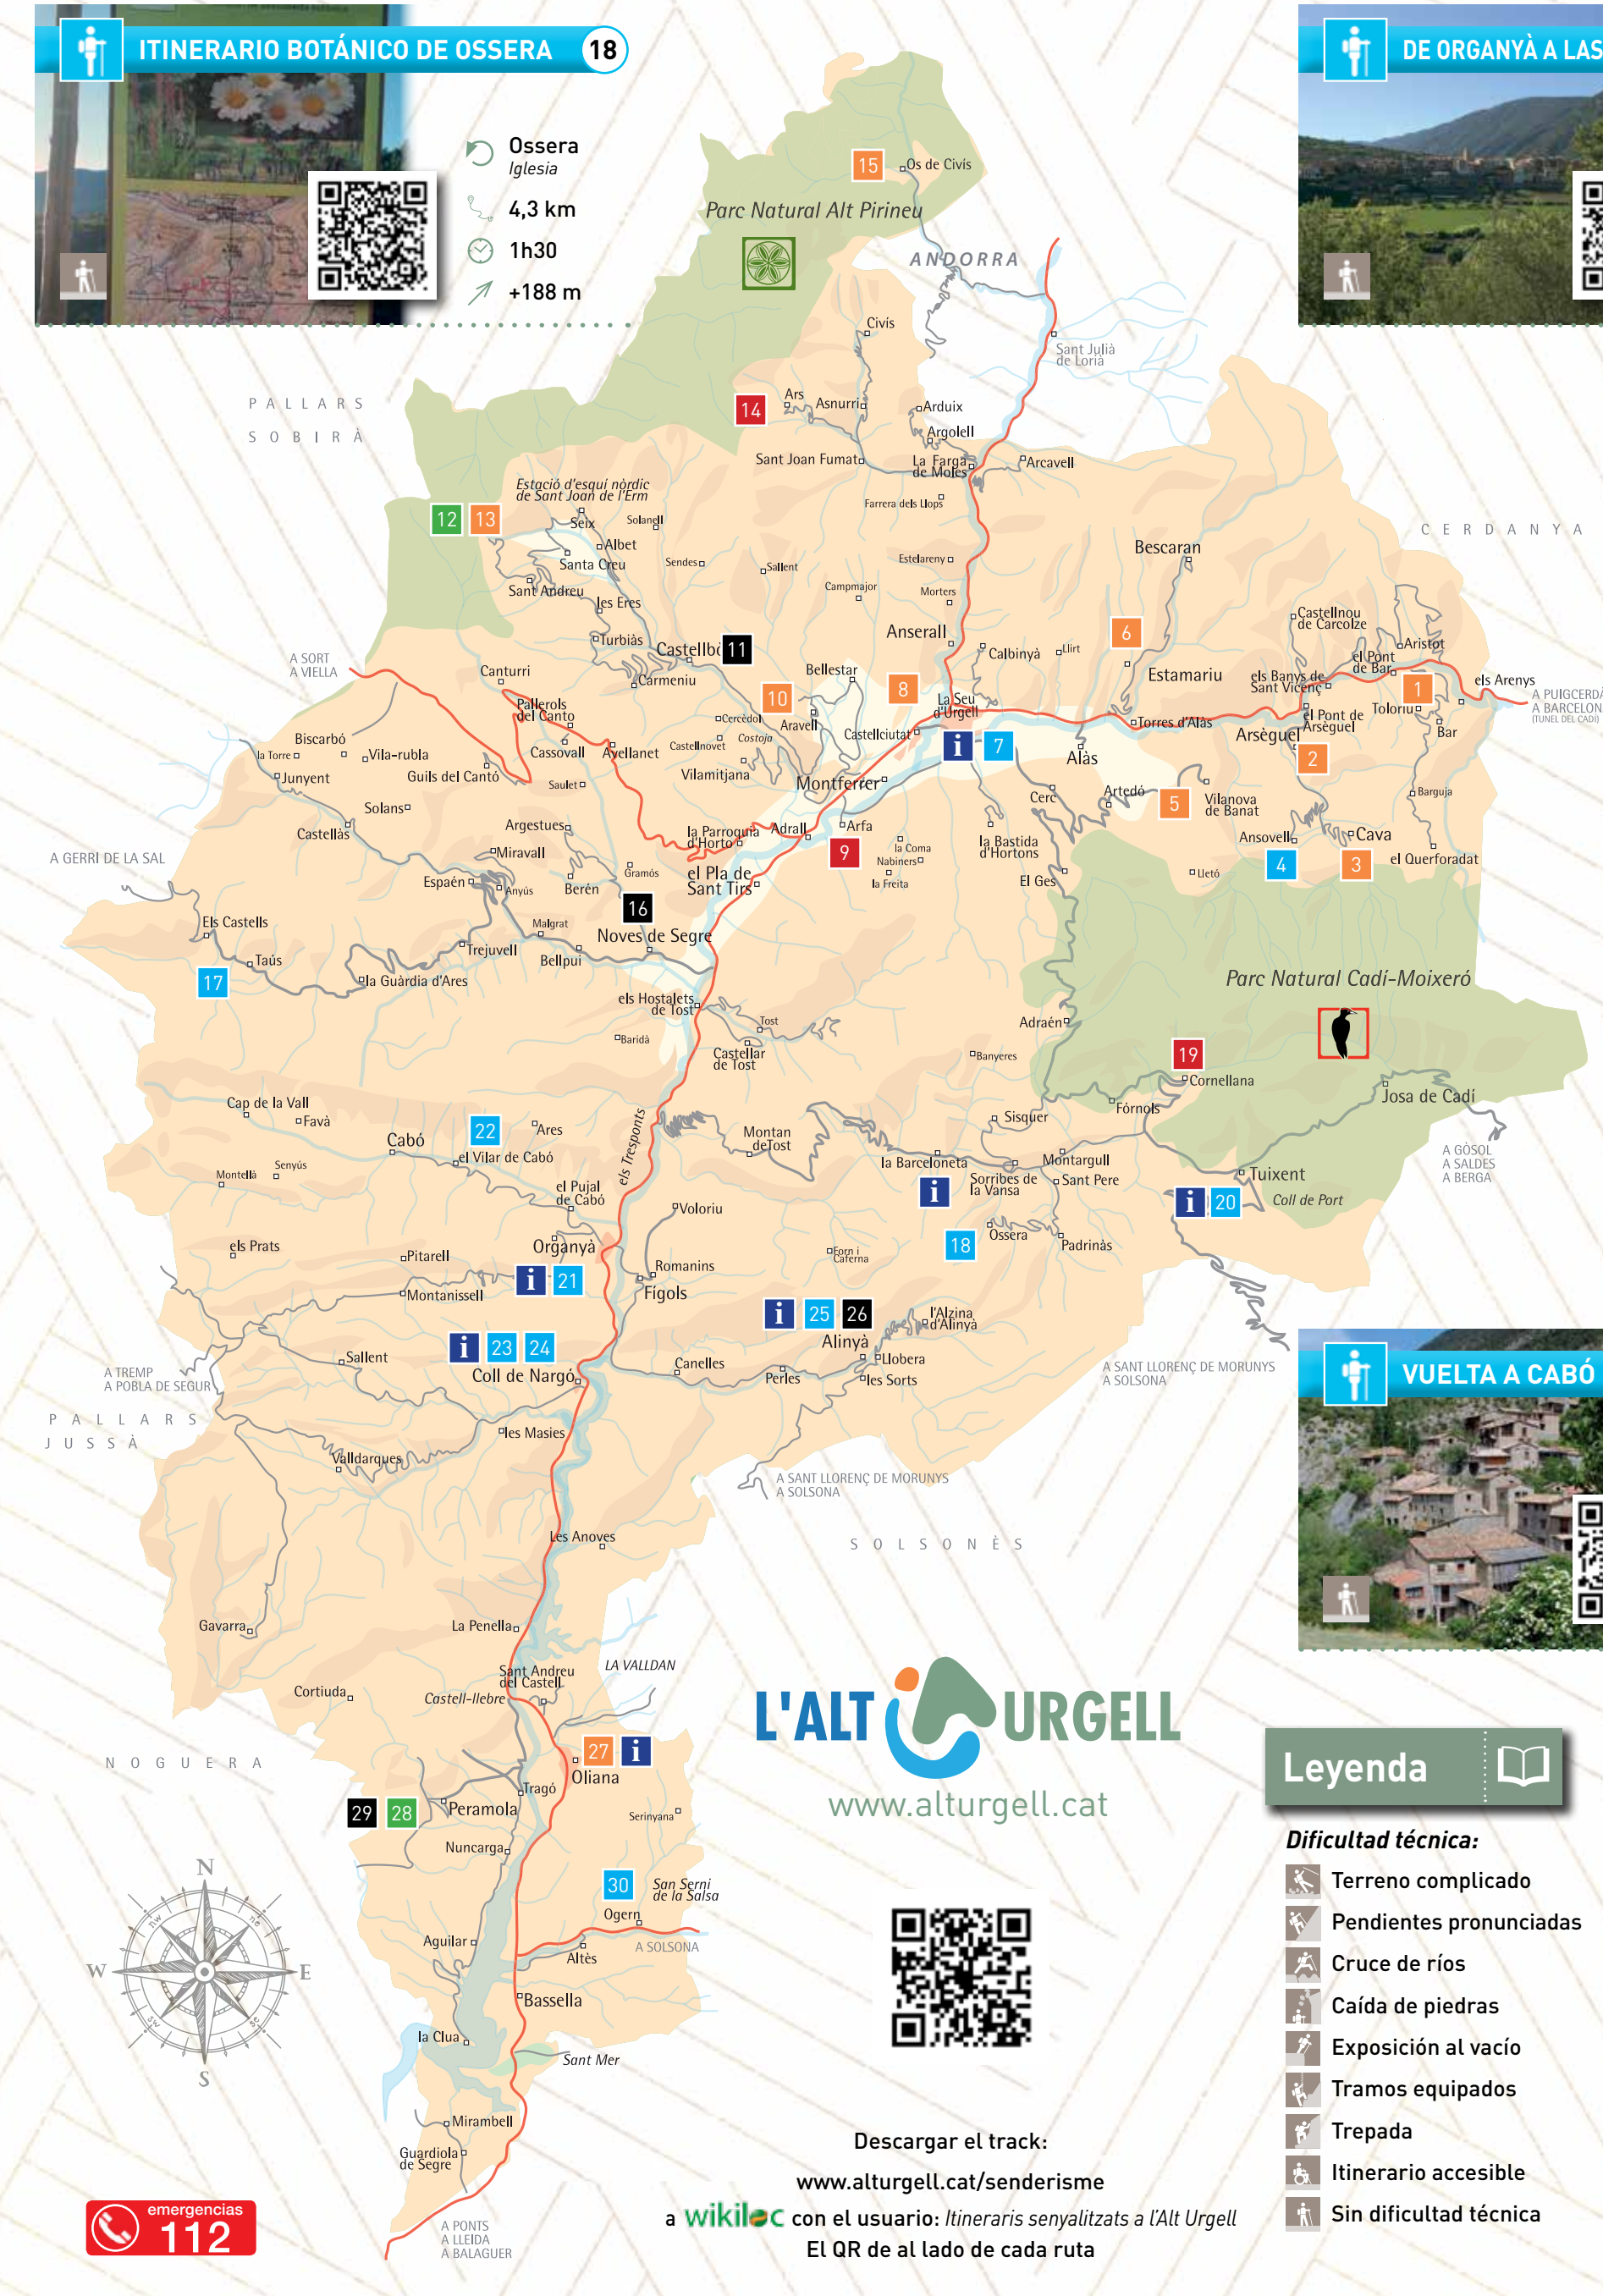 ITINERARIO BOTÁNICO DE OSSERA 18
Ossera
Iglesia
4,3 km
1h30
+188 m
DE ORGANYÀ A LAS
15
Os de Civís
Parc Natural Alt Pirineu
ANDORRA
Civís
Sant Julià
de Lòria
PALLARS
SOBIRÀ
14
Ars
Asnurri
Arduix
Argolell
Sant Joan Fumat
La Farga
de Moles
Arcavell
Farrera dels Llops
Estació d'esquí nòrdic
de Sant Joan de l'Erm
12 13
Seix
Solanell
Albet
Santa Creu
Sendes
Sallent
Estelareny
Campmajor
Morters
Sant Andreu
les Eres
Bescaran
CERDANYA
Castellnou
de Carcolze
Aristot
6
Anserall
Calbinyà
Llirt
Turbiàs
Castellbò 11
Carmeniu
Bellestar
8
Estamariu
els Banys de
Sant Vicenç
el Pont
de Bar
1
els Arenys
A SORT
A VIELLA
Canturri
Pallerols
del Canto
10
Cercèdol
Costoja
Aravell
La Seu
d'Urgell
Torres d'Alàs
el Pont de
Arsèguel
Toloriu
Bar
A PUIGCERDÀ
A BARCELON
(TUNEL DEL CADÍ)
Castellciutat
i 7
Alàs
Arsèguel
2
Biscarbó
la Torre
Vila-rubla
Junyent
Guils del Cantó
Cassovall
Avellanet
Castellnovet
Vilamitjana
Saulet
Montferrer
Cerc
Artedó
5
Vilanova
de Banat
Barguja
Solans
Castellàs
Argestues
la Parroquia
d'Horto
Adrall
Arfa
9
la Coma
Nabiners
la Freita
la Bastida
d'Hortons
Ansovell
Cava
4
3
el Querforadat
A GERRI DE LA SAL
Miravall
Espaén
Anyús
Berén
Gramós
el Pla de
Sant Tirs
El Ges
Lletó
16
Noves de Segre
Els Castells
Malgrat
Trejuvell
Bellpui
Taús
17
la Guàrdia d'Ares
Parc Natural Cadí-Moixeró
els Hostalets
de Tost
Tost
Baridà
Castellar
de Tost
Adraén
Banyeres
19
Cornellana
Fórnols
Josa de Cadí
Cap de la Vall
Favà
22
Ares
Cabó
el Vilar de Cabó
els Tresponts
Montan
deTost
Sisquer
la Barceloneta
i
Sorribes de
la Vansa
Montargull
Sant Pere
A GÒSOL
A SALDES
A BERGA
Tuixent
i 20
Coll de Port
Montellà
Senyús
el Pujal
de Cabó
Voloriu
18
Ossera
Padrinàs
els Prats
Pitarell
Organyà
i 21
Montanissell
Romanins
Fígols
Forn i
Caferna
i 25 26
Alinyà
l'Alzina
d'Alinyà
i 23 24
Coll de Nargó
Sallent
Canelles
Perles
Llobera
les Sorts
A TREMP
A POBLA DE SEGUR
PALLARS
JUSSÀ
A SANT LLORENÇ DE MORUNYS
A SOLSONA
VUELTA A CABÓ
les Masies
Valldarques
A SANT LLORENÇ DE MORUNYS
A SOLSONA
SOLSONÈS
Les Anoves
Gavarra
La Penella
Sant Andreu
del Castell
LA VALLDAN
Cortiuda
Castell-llebre
NOGUERA
27 i
Oliana
Tragó
29 28
Peramola
Serinyana
Nuncarga
30
San Serni
de la Salsa
Ogern
Aguilar
Altès
A SOLSONA
Bassella
la Clua
Sant Mer
Mirambell
Guardiola
de Segre
A PONTS
A LLEIDA
A BALAGUER
N
ne
E
se
S
sw
W
nw
emergencias
112
L'ALT URGELL
www.alturgell.cat
Descargar el track:
www.alturgell.cat/senderisme
a wikiloc con el usuario: Itineraris senyalitzats a l'Alt Urgell
El QR de al lado de cada ruta
Leyenda
Dificultad técnica:
Terreno complicado
Pendientes pronunciadas
Cruce de ríos
Caída de piedras
Exposición al vacío
Tramos equipados
Trepada
Itinerario accesible
Sin dificultad técnica